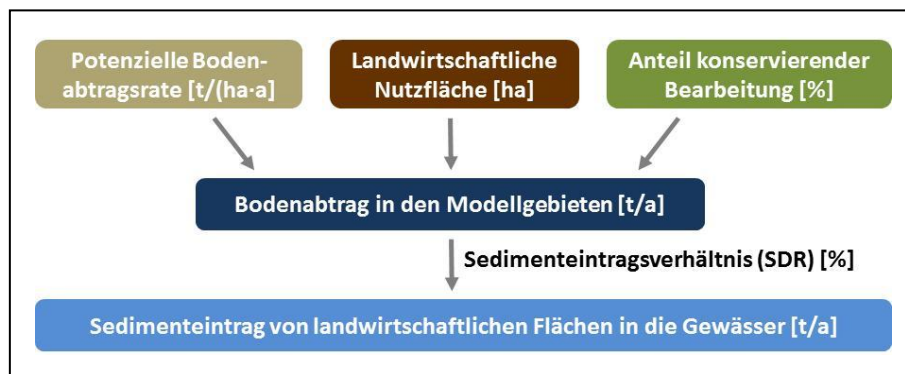 Potenzielle Boden-
abtragsrate [t/(ha·a]
Landwirtschaftliche
Nutzfläche [ha]
Anteil konservierender
Bearbeitung [%]
Bodenabtrag in den Modellgebieten [t/a]
Sedimenteintragsverhältnis (SDR) [%]
Sedimenteintrag von landwirtschaftlichen Flächen in die Gewässer [t/a]